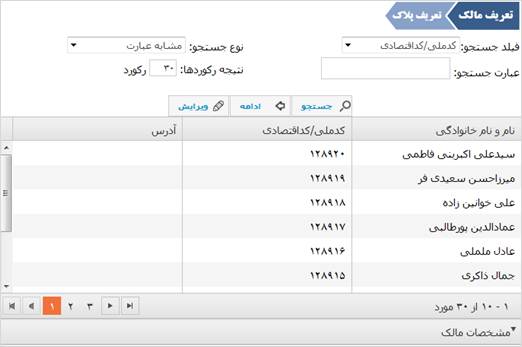 تعریف مالک تعریف پلاک
فیلد جستجو: کدملی/کداقتصادی نوع جستجو: مشابه عبارت
عبارت جستجو: نتیجه رکوردها: ۳۰ رکورد
جستجو ادامه ویرایش
نام و نام خانوادگی کدملی/کداقتصادی آدرس
سیدعلی اکبرینی فاطمی ۱۲۸۹۲۰
میرزاحسن سعیدی فر ۱۲۸۹۱۹
علی خوانین زاده ۱۲۸۹۱۸
عمادالدین پورطالبی ۱۲۸۹۱۷
عادل ململی ۱۲۸۹۱۶
جمال ذاکری ۱۲۸۹۱۵
۱ - ۱۰ از ۳۰ مورد ۳ ۲ ۱
مشخصات مالک